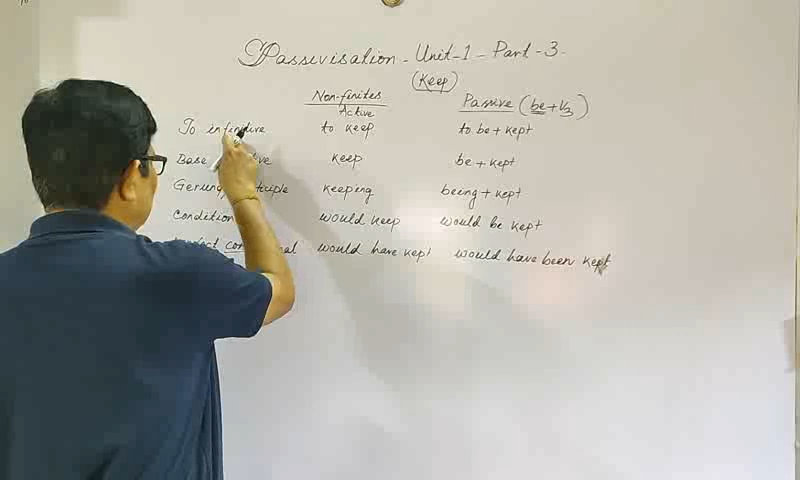 Passivisation - Unit-1 - Part-3-
(Keep)
Non-finites
Active Passive (be+V3)
To infinitive to keep to be + kept
Base keep be + kept
keeping being + kept
would keep would be kept
would have kept would have been kept